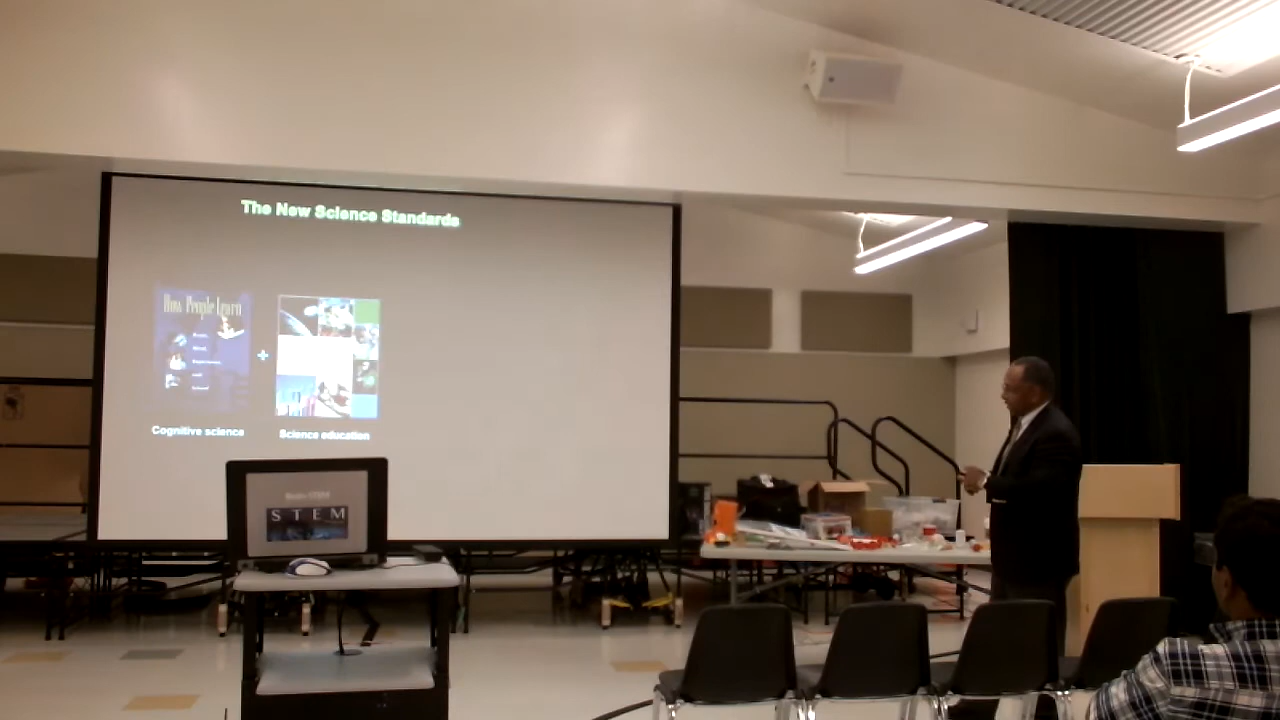 The New Science Standards
How People Learn
+
Cognitive science
Science education
STEM